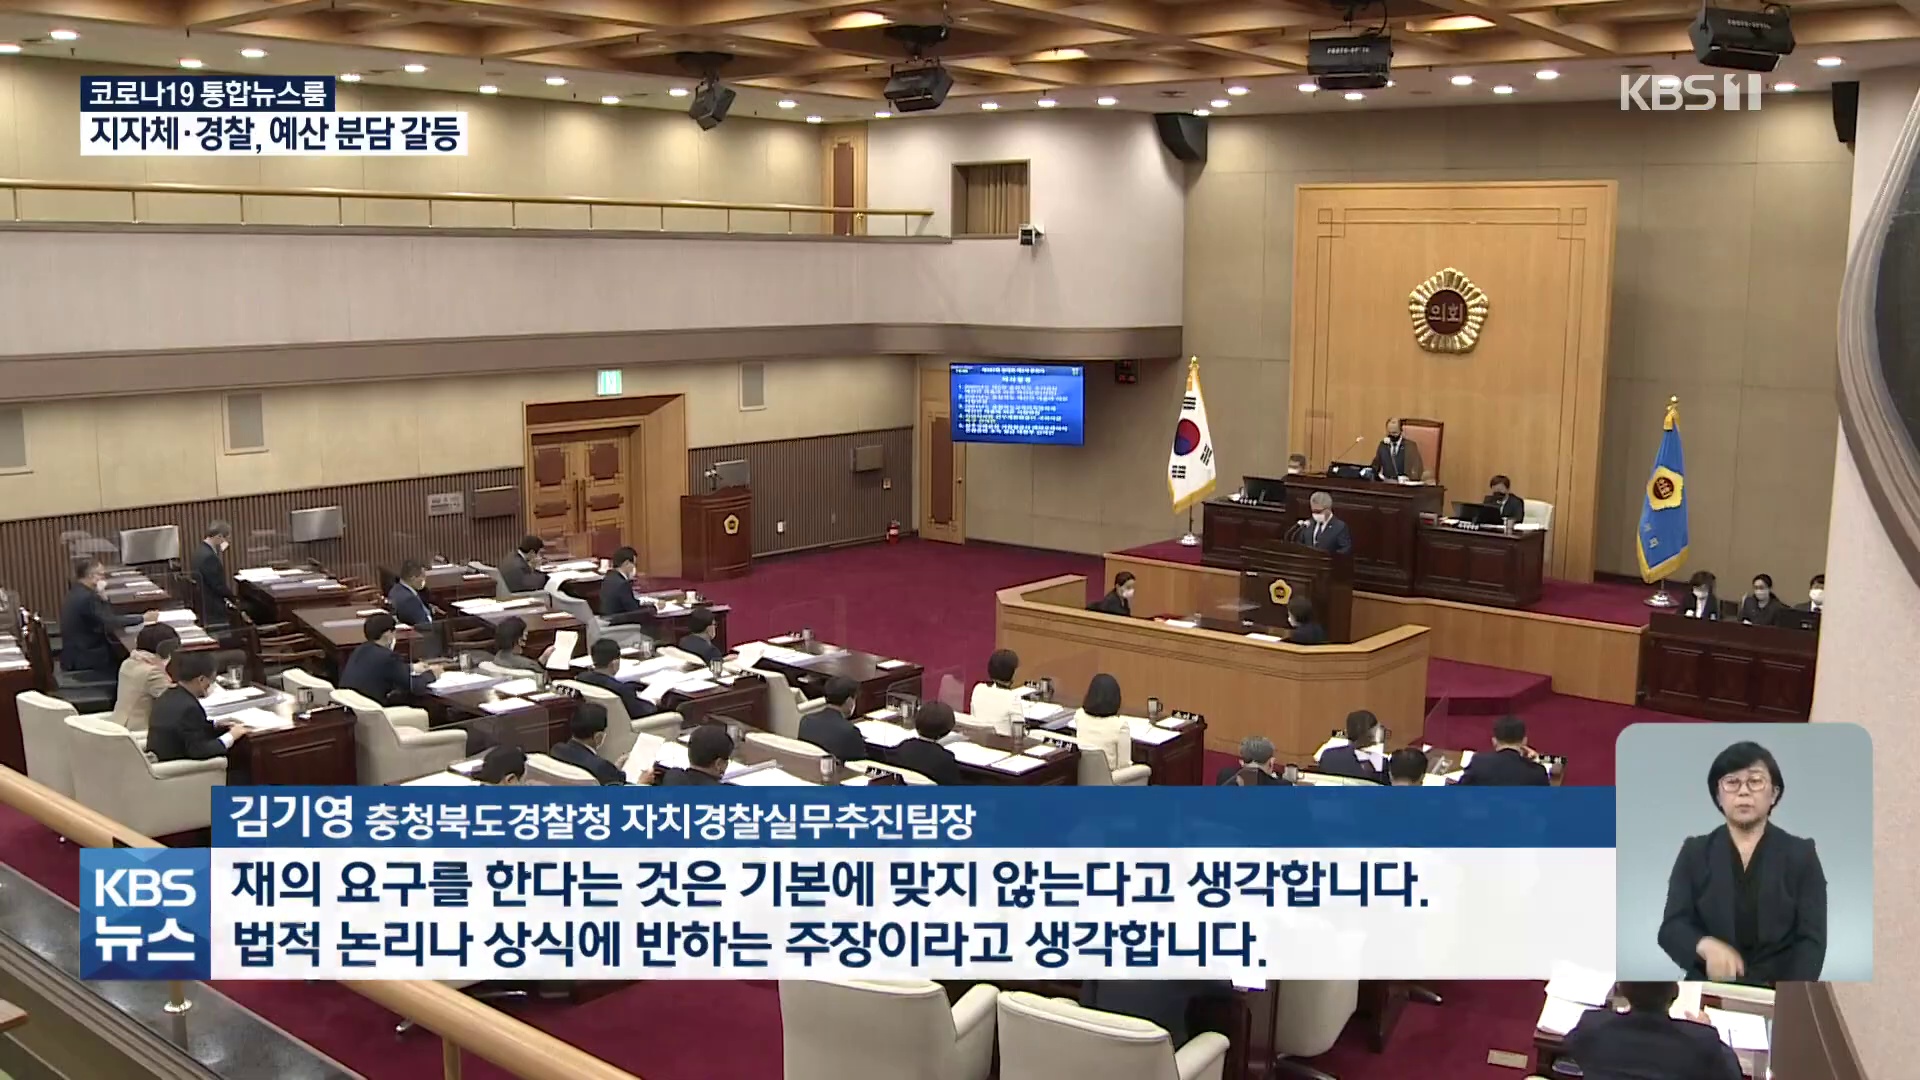 코로나19 통합뉴스룸
지자체·경찰, 예산 분담 갈등
KBS 1
의회
김기영 충청북도경찰청 자치경찰실무추진팀장
KBS
뉴스
재의 요구를 한다는 것은 기본에 맞지 않는다고 생각합니다.
법적 논리나 상식에 반하는 주장이라고 생각합니다.